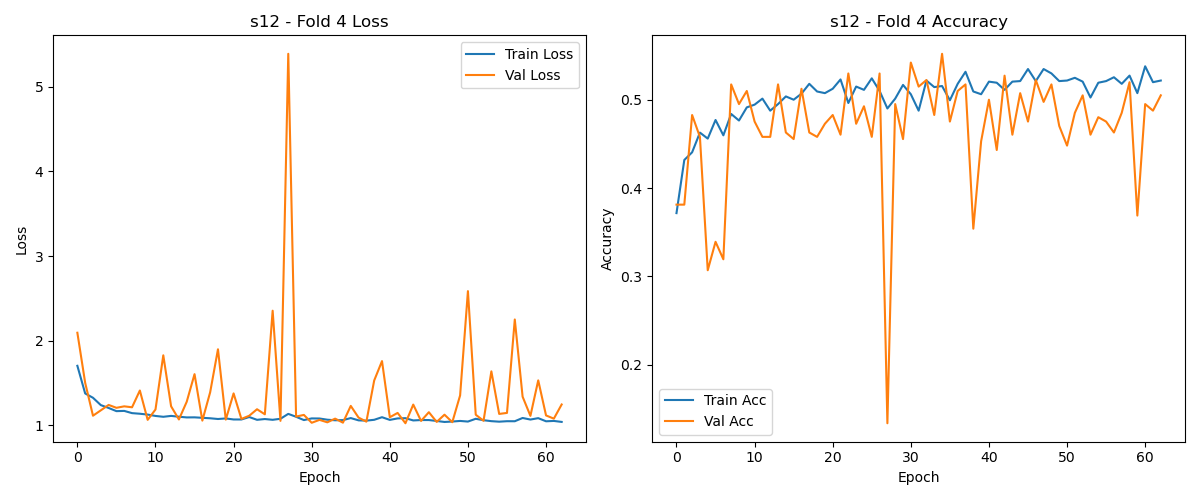 s12 - Fold 4 Loss
Train Loss
Val Loss
5
4
3
2
1
0
10
20
30
40
50
60
Epoch
Loss
s12 - Fold 4 Accuracy
0.5
0.4
0.3
0.2
Train Acc
Val Acc
0
10
20
30
40
50
60
Epoch
Accuracy